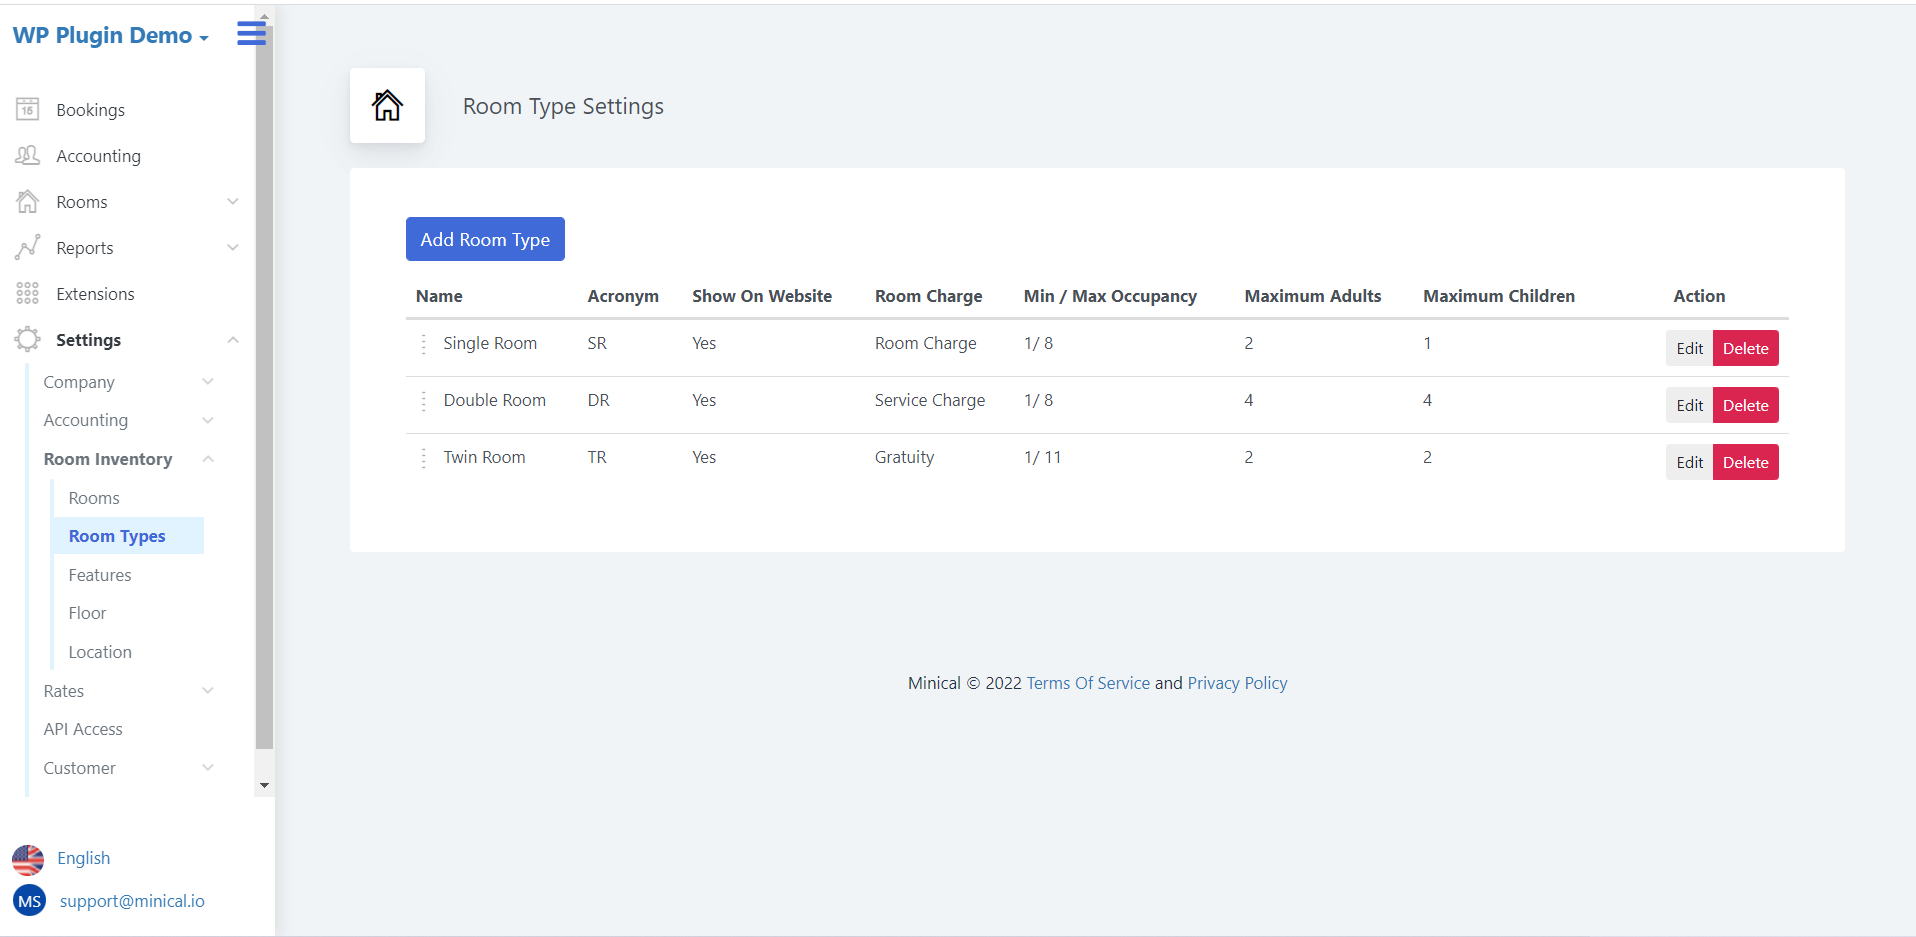 WP Plugin Demo
15 Bookings
Accounting
Rooms
Reports
Extensions
Settings
Company
Accounting
Room Inventory
Rooms
Room Types
Features
Floor
Location
Rates
API Access
Customer
English
MS support@minical.io
Room Type Settings
Add Room Type
Name Acronym Show On Website Room Charge Min / Max Occupancy Maximum Adults Maximum Children Action
Single Room SR Yes Room Charge 1/ 8 2 1 Edit Delete
Double Room DR Yes Service Charge 1/ 8 4 4 Edit Delete
Twin Room TR Yes Gratuity 1/ 11 2 2 Edit Delete
Minical © 2022 Terms Of Service and Privacy Policy